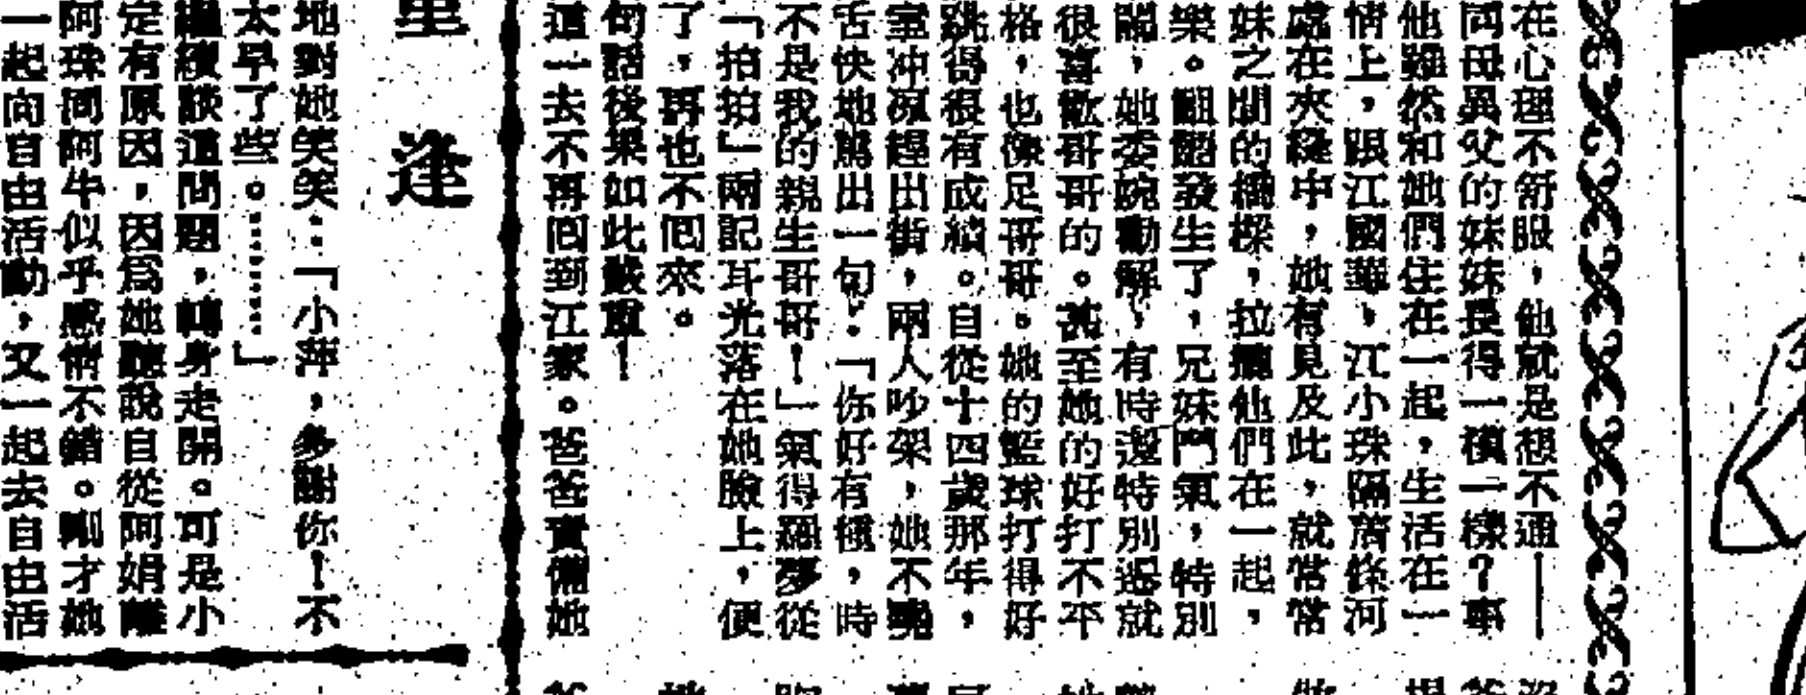 在心理不舒服，他就是想不通——
同母異父的妹妹長得一模一樣？事
他雖然和她們住在一起，生活在一
情上，跟江國華，江小珠隔着條河
處在夾縫中，她有見及此，就常常
妹之間的橋樑，拉攏他們在一起，
樂。翻發生了，兄妹鬥氣，特別
鬧，她委婉勸解，有時還特別遷就
很喜歡哥哥的。甚至她的好打不平
格，也像足哥哥。她的籃球打得好
跳得很有成績。自從十四歲那年，
室冲涼趕出街，兩人吵架，她不曉
舌快地罵出一句：「你好有種，時
不是我的親生哥哥！」氣得羅夢從
「拍拍」兩記耳光落在她臉上，便
了，再也不回來。
句話後果如此嚴重！
道一去不再回到江家。爸爸責備她
逢
地對她笑笑：「小萍，多謝你！不
太早了些。………」
繼續談這問題，轉身走開。可是小
定有原因，因為她聽說自從阿娟離
阿珠同阿牛似乎感情不錯。剛才她
一起向自由活動，又一起去自由活